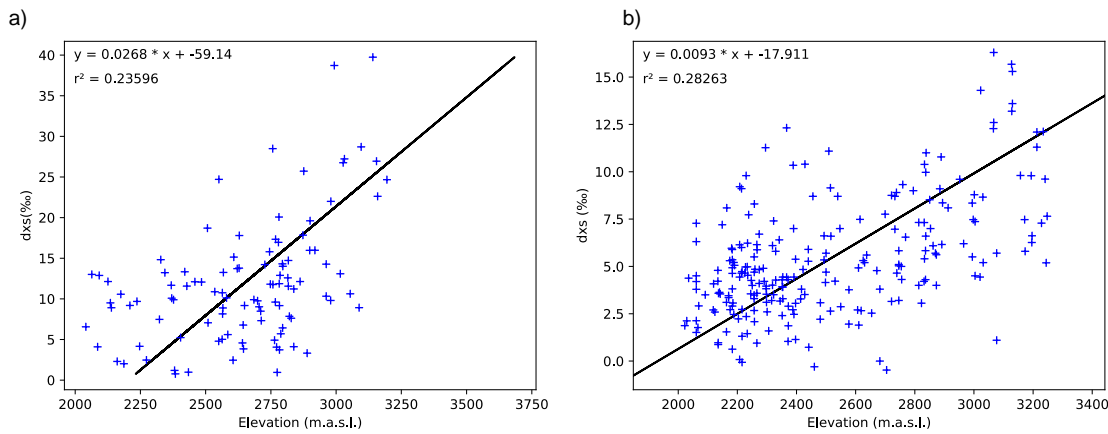 a)
y = 0.0268 * x + -59.14
r² = 0.23596
40
35
30
25
20
15
10
5
0
dxs(‰)
2000 2250 2500 2750 3000 3250 3500 3750
Elevation (m.a.s.l.)
b)
y = 0.0093 * x + -17.911
r² = 0.28263
15.0
12.5
10.0
7.5
5.0
2.5
0.0
dxs (‰)
2000 2200 2400 2600 2800 3000 3200 3400
Elevation (m.a.s.l.)